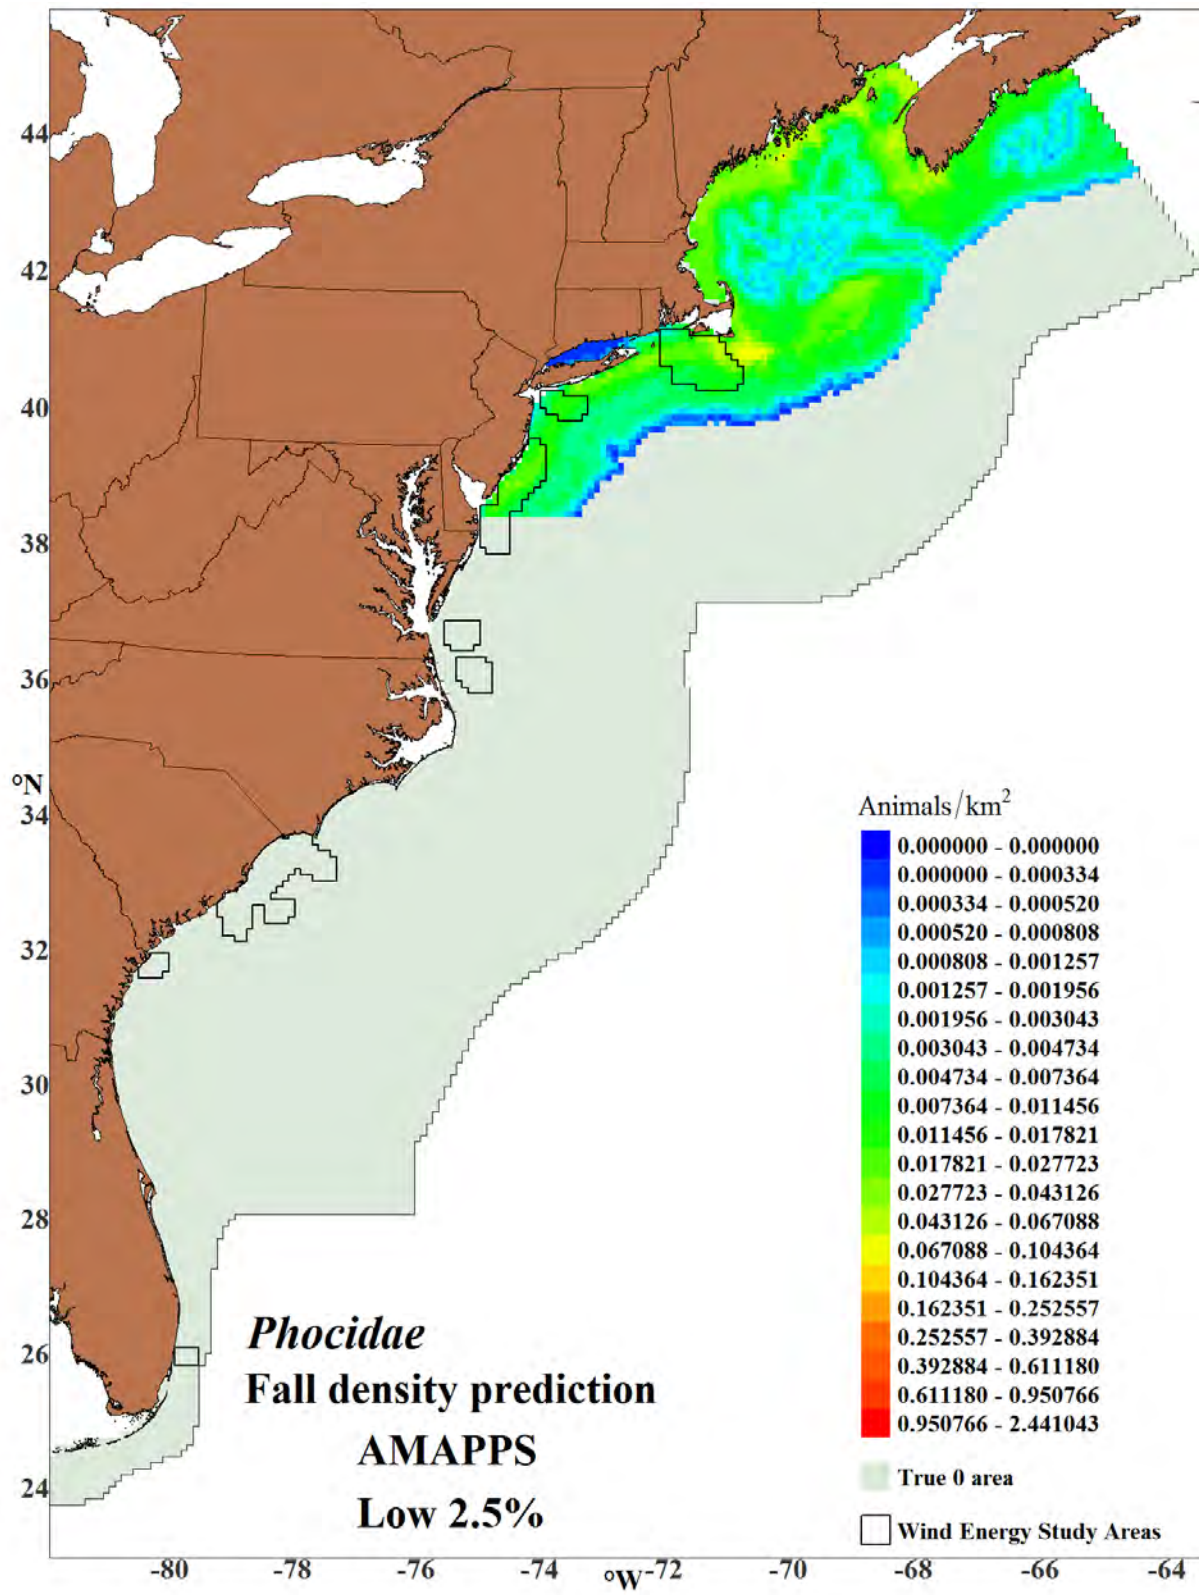 44
42
40
38
36
°N
34
32
30
28
26
24
Animals/km²
0.000000 - 0.000000
0.000000 - 0.000334
0.000334 - 0.000520
0.000520 - 0.000808
0.000808 - 0.001257
0.001257 - 0.001956
0.001956 - 0.003043
0.003043 - 0.004734
0.004734 - 0.007364
0.007364 - 0.011456
0.011456 - 0.017821
0.017821 - 0.027723
0.027723 - 0.043126
0.043126 - 0.067088
0.067088 - 0.104364
0.104364 - 0.162351
0.162351 - 0.252557
0.252557 - 0.392884
0.392884 - 0.611180
0.611180 - 0.950766
0.950766 - 2.441043
True 0 area
Wind Energy Study Areas
Phocidae
Fall density prediction
AMAPPS
Low 2.5%
-80 -78 -76 -74 -72 -70 -68 -66 -64
°W